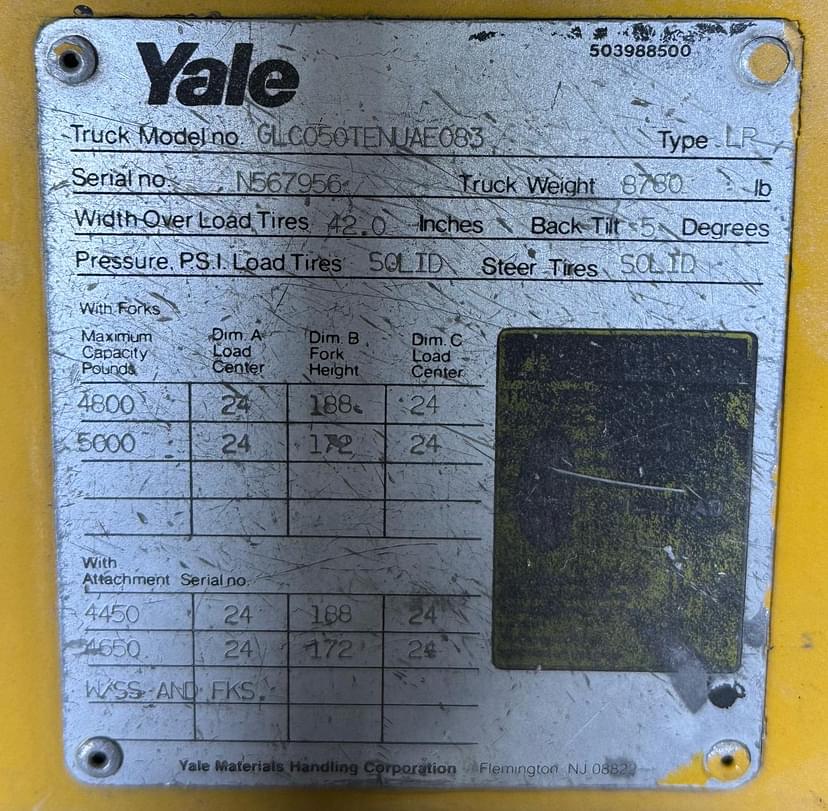 503988500
Yale
Truck Model no. GLC050TENUAE083 Type LP
Serial no. N567956 Truck Weight 8780 lb
Width Over Load Tires 42.0 Inches Back Tilt 5 Degrees
Pressure, P.S.I. Load Tires SOLID Steer Tires SOLID
With Forks
Maximum Capacity Pounds Dim. A Load Center Dim. B Fork Height Dim. C Load Center
4800 24 188 24
5000 24 172 24
With
Attachment Serial no.
4450 24 188 24
4650 24 172 24
W/SS AND FKS.
Yale Materials Handling Corporation Flemington NJ 08822